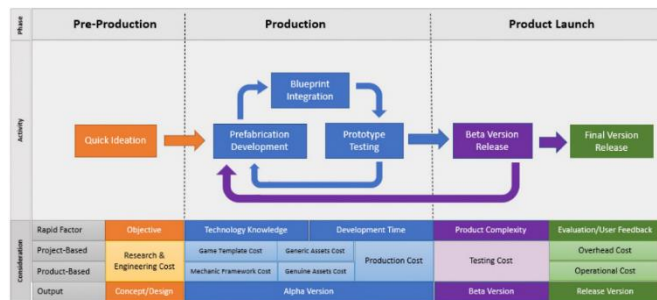 Phase
Pre-Production
Production
Product Launch
Activity
Quick Ideation
Blueprint
Integration
Prefabrication
Development
Prototype
Testing
Beta Version
Release
Final Version
Release
Consideration
Rapid Factor
Objective
Technology Knowledge
Development Time
Product Complexity
Evaluation/User Feedback
Project-Based
Research &
Engineering Cost
Game Template Cost
Generic Assets Cost
Production Cost
Testing Cost
Overhead Cost
Product-Based
Mechanic Framework Cost
Genuine Assets Cost
Operational Cost
Output
Concept/Design
Alpha Version
Beta Version
Release Version